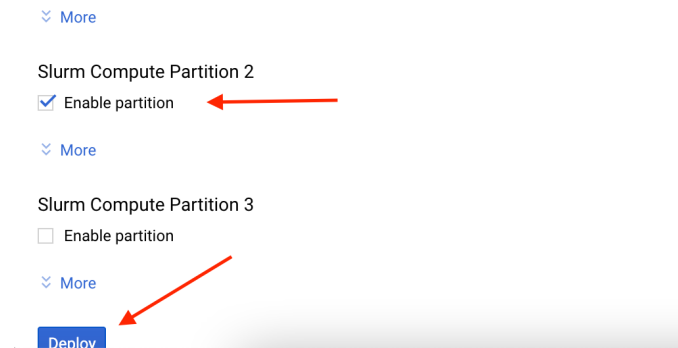 More
Slurm Compute Partition 2
Enable partition
More
Slurm Compute Partition 3
Enable partition
More
Deploy